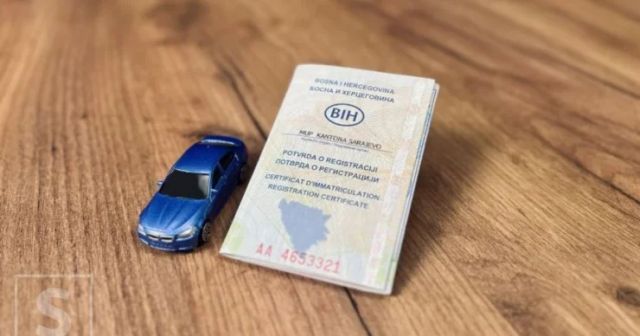 BOSNA I HERCEGOVINA
БОСНА И ХЕРЦЕГОВИНА
BIH
MUP KANTONA SARAJEVO
POTVRDA O REGISTRACIJI
ПОТВРДА О РЕГИСТРАЦИЈИ
CERTIFICAT D'IMMATRICULATION
REGISTRATION CERTIFICATE
AA 4653321
S